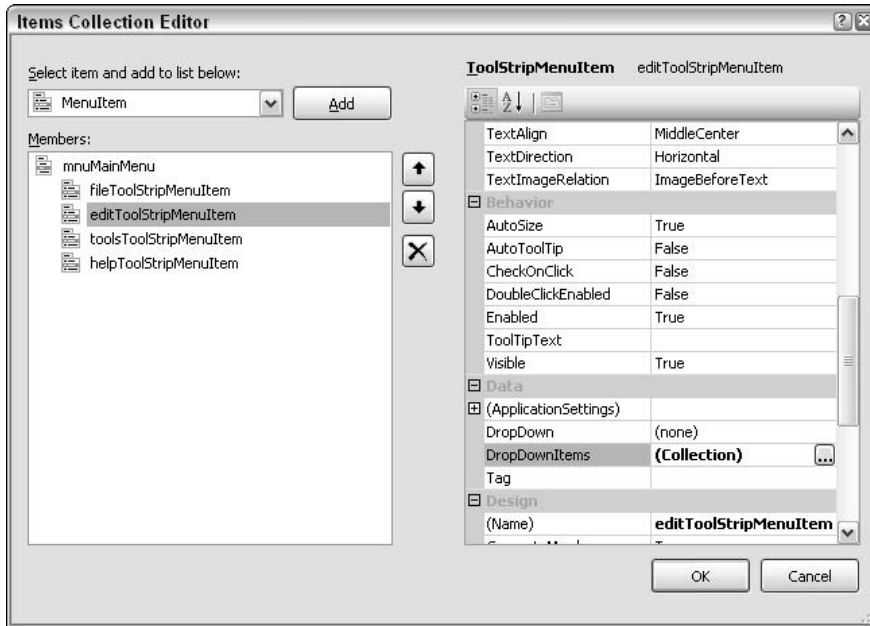 Items Collection Editor
Select item and add to list below:
MenuItem
Add
Members:
mnuMainMenu
fileToolStripMenuItem
editToolStripMenuItem
toolsToolStripMenuItem
helpToolStripMenuItem
ToolStripMenuItem editToolStripMenuItem
TextAlign MiddleCenter
TextDirection Horizontal
TextImageRelation ImageBeforeText
Behavior
AutoSize True
AutoToolTip False
CheckOnClick False
DoubleClickEnabled False
Enabled True
ToolTipText
Visible True
Data
(ApplicationSettings)
DropDown (none)
DropDownItems (Collection) ...
Tag
Design
(Name) editToolStripMenuItem
OK Cancel